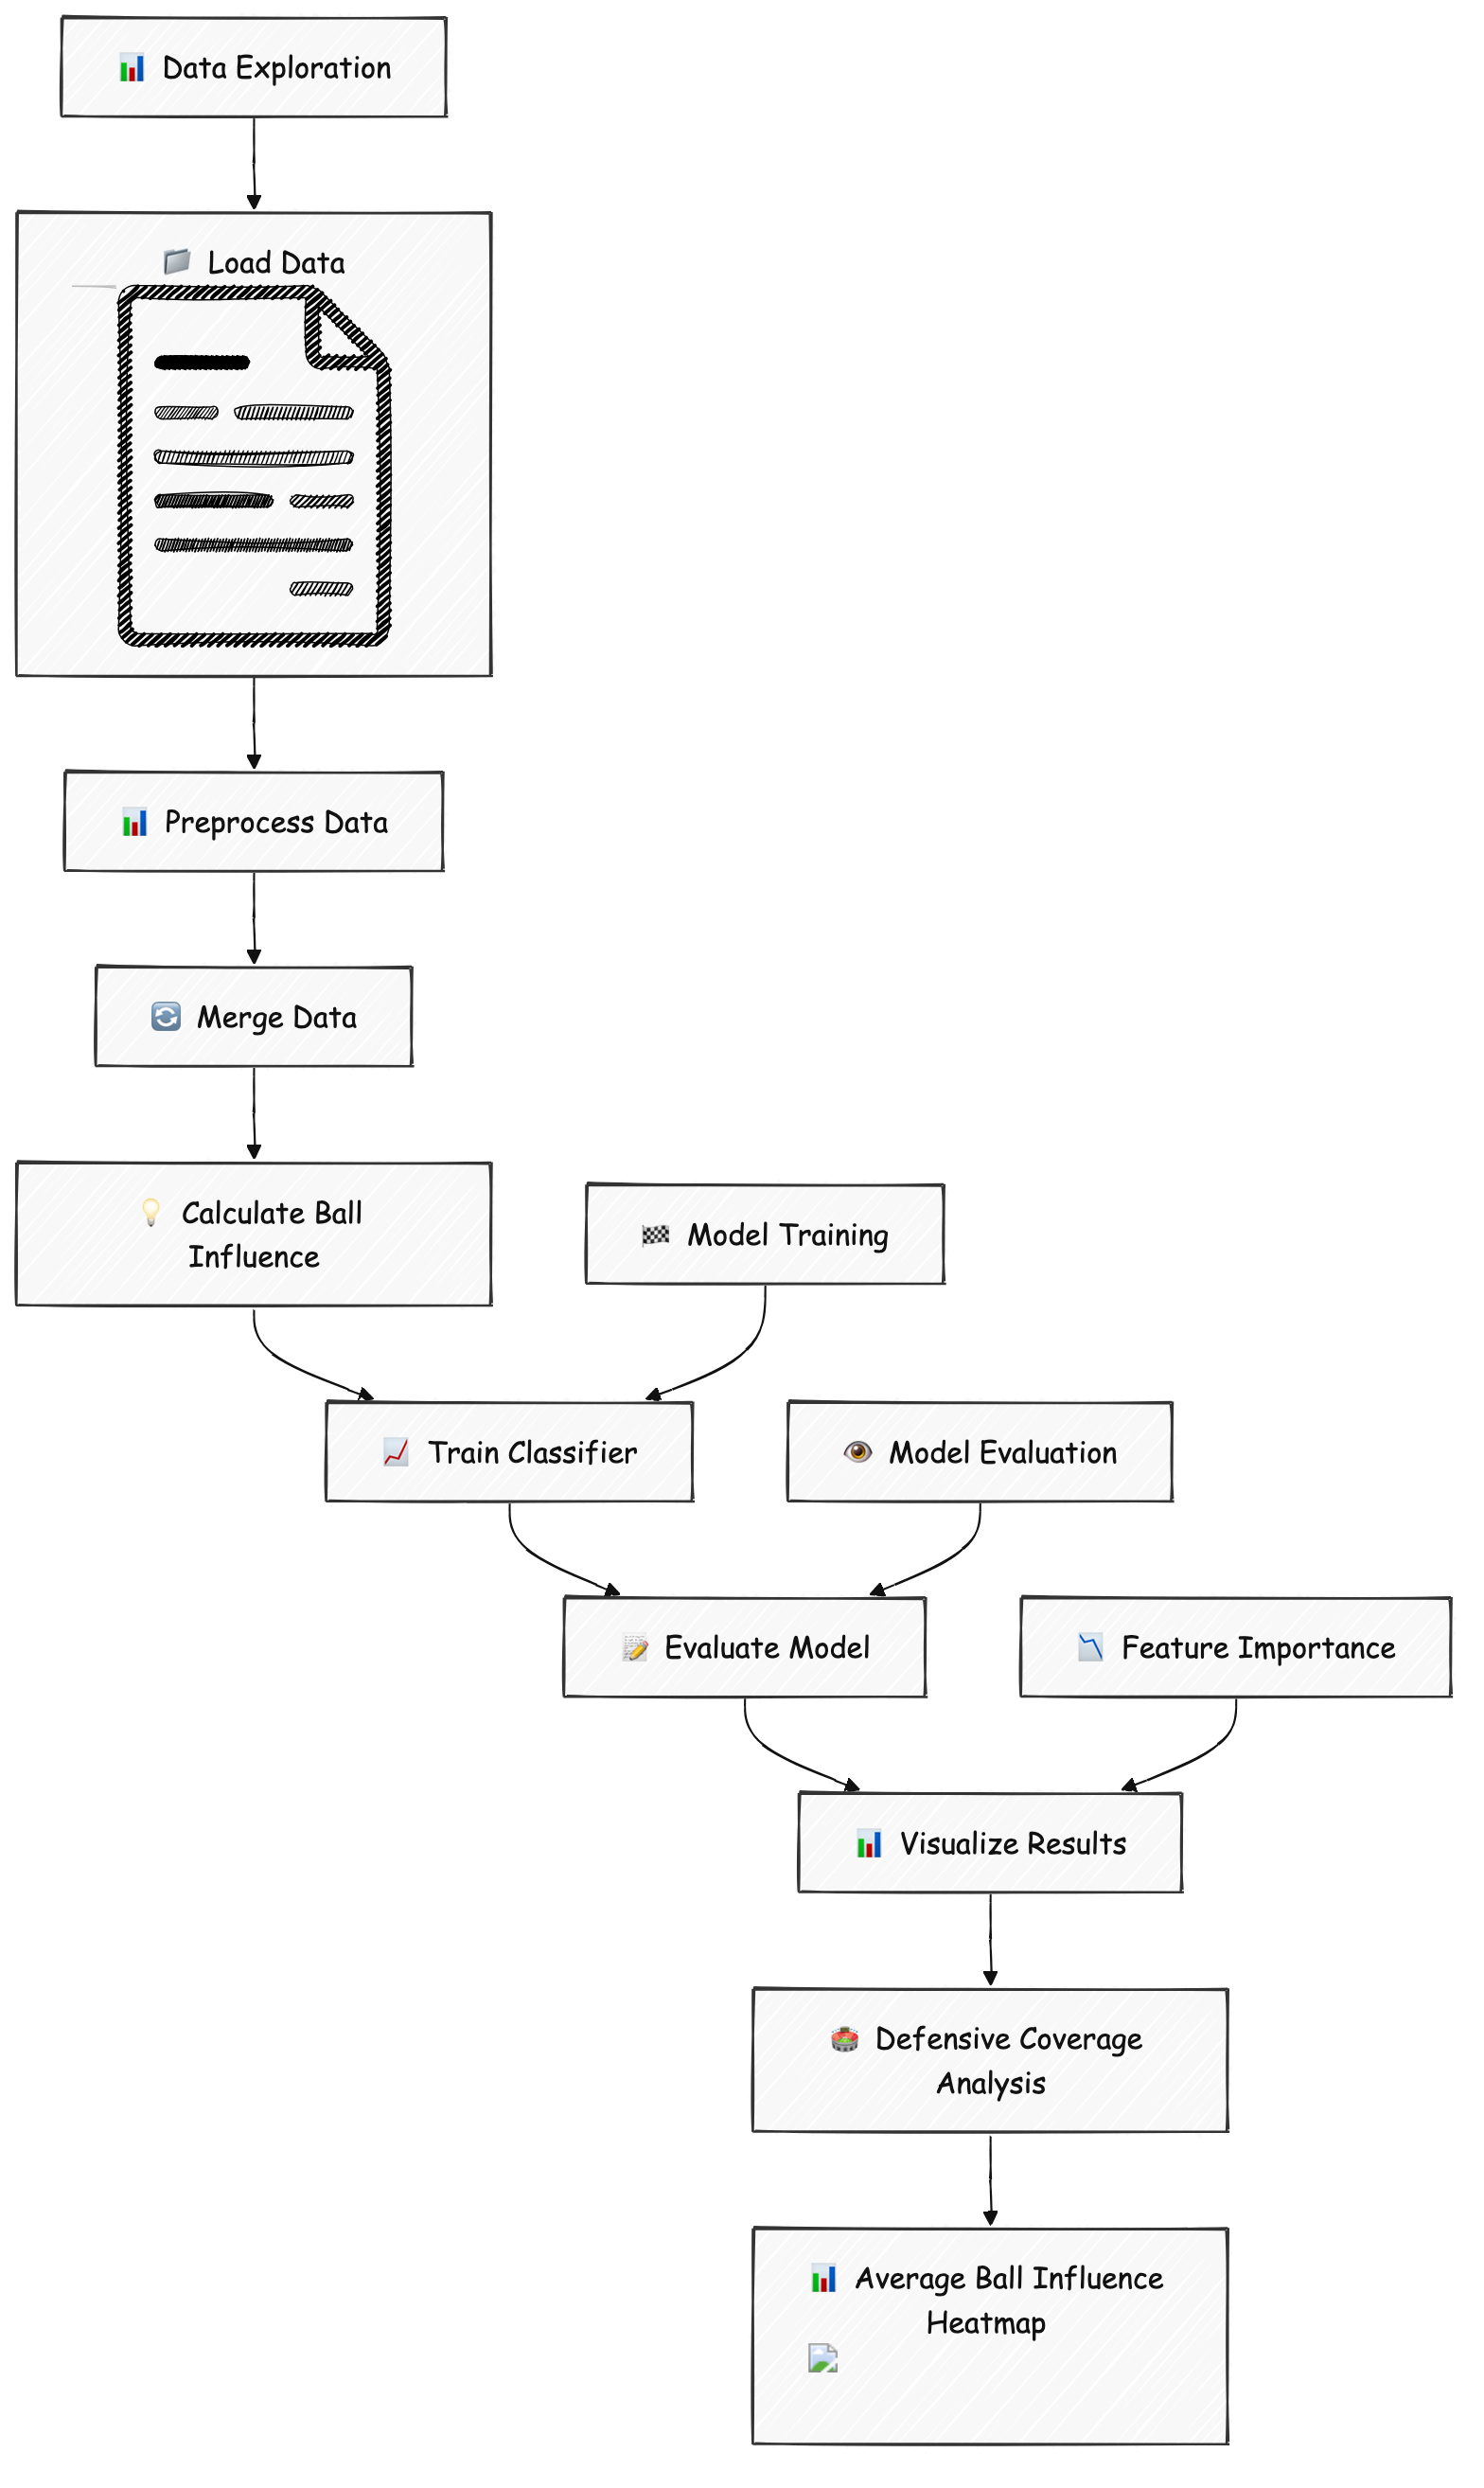 Data Exploration
Load Data
Preprocess Data
Merge Data
Calculate Ball
Influence
Model Training
Train Classifier
Model Evaluation
Evaluate Model
Feature Importance
Visualize Results
Defensive Coverage
Analysis
Average Ball Influence
Heatmap